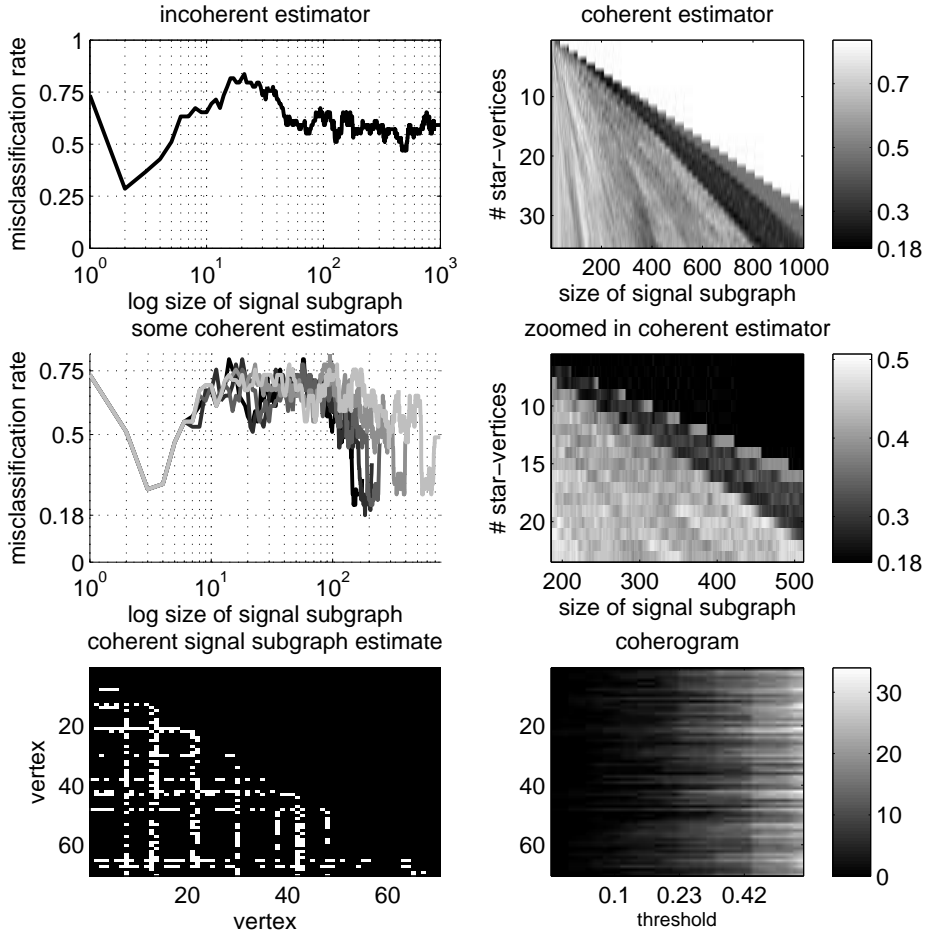 incoherent estimator
misclassification rate
1
0.75
0.5
0.25
0
10^0
10^1
10^2
10^3
log size of signal subgraph
coherent estimator
# star-vertices
10
20
30
200 400 600 800 1000
size of signal subgraph
0.7
0.5
0.3
0.18
some coherent estimators
misclassification rate
0.75
0.5
0.18
0
10^0
10^1
10^2
log size of signal subgraph
zoomed in coherent estimator
# star-vertices
10
15
20
200 300 400 500
size of signal subgraph
0.5
0.4
0.3
0.18
coherent signal subgraph estimate
vertex
20
40
60
20 40 60
vertex
coherogram
20
40
60
0.1 0.23 0.42
threshold
30
20
10
0